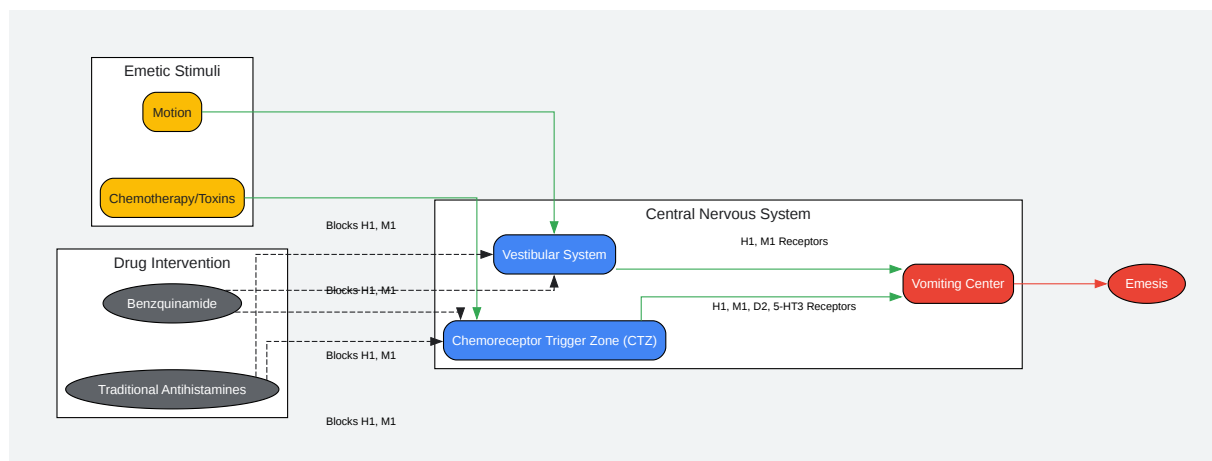 Emetic Stimuli
Motion
Chemotherapy/Toxins
Drug Intervention
Benzquinamide
Traditional Antihistamines
Blocks H1, M1
Blocks H1, M1
Blocks H1, M1
Blocks H1, M1
Central Nervous System
Vestibular System
Chemoreceptor Trigger Zone (CTZ)
H1, M1 Receptors
H1, M1, D2, 5-HT3 Receptors
Vomiting Center
Emesis